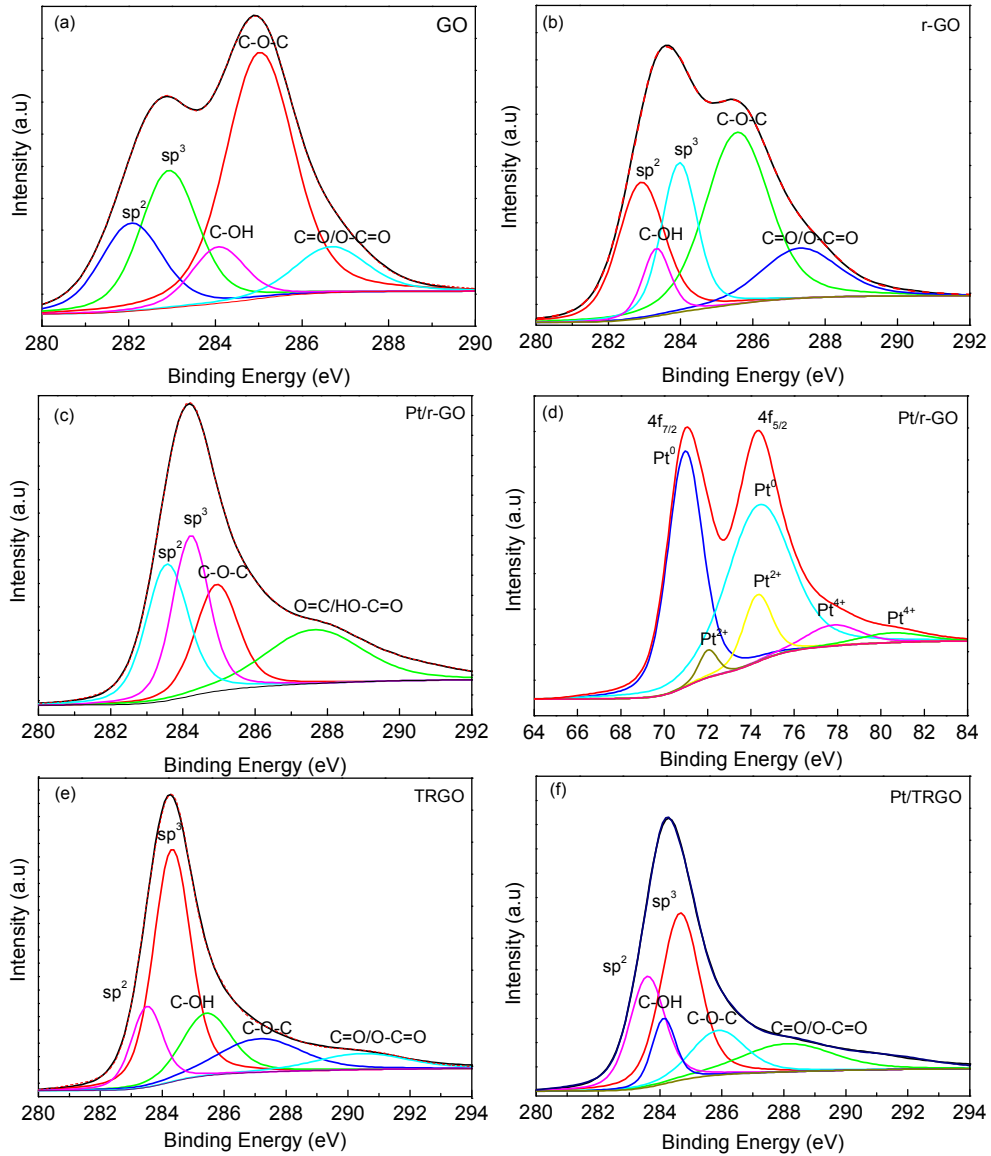 (a)
GO
C-O-C
sp³
sp²
C-OH
C=O/O-C=O
Intensity (a.u)
280 282 284 286 288 290
Binding Energy (eV)
(b)
r-GO
C-O-C
sp³
sp²
C-OH
C=O/O-C=O
Intensity (a.u)
280 282 284 286 288 290 292
Binding Energy (eV)
(c)
Pt/r-GO
sp³
sp²
C-O-C
O=C/HO-C=O
Intensity (a.u)
280 282 284 286 288 290 292
Binding Energy (eV)
(d)
Pt/r-GO
4f7/2
4f5/2
Pt⁰
Pt⁰
Pt²⁺
Pt²⁺
Pt⁴⁺
Pt⁴⁺
Intensity (a.u)
64 66 68 70 72 74 76 78 80 82 84
Binding Energy (eV)
(e)
TRGO
sp³
sp²
C-OH
C-O-C
C=O/O-C=O
Intensity (a.u)
280 282 284 286 288 290 292 294
Binding Energy (eV)
(f)
Pt/TRGO
sp³
sp²
C-OH
C-O-C
C=O/O-C=O
Intensity (a.u)
280 282 284 286 288 290 292 294
Binding Energy (eV)